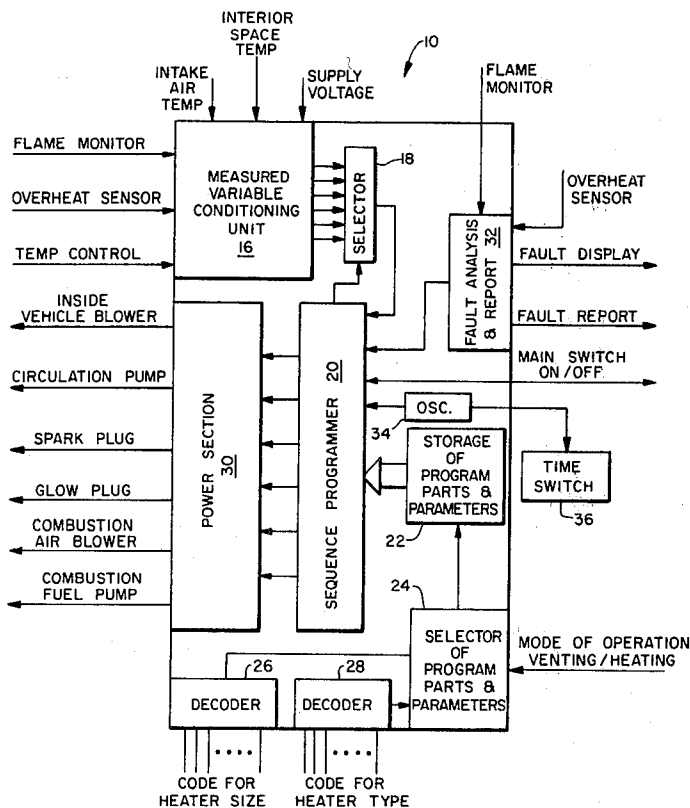 INTERIOR
SPACE
TEMP
10
INTAKE
AIR
TEMP
SUPPLY
VOLTAGE
FLAME
MONITOR
FLAME MONITOR
MEASURED
VARIABLE
CONDITIONING
UNIT
16
18
SELECTOR
OVERHEAT SENSOR
OVERHEAT
SENSOR
TEMP CONTROL
FAULT ANALYSIS
& REPORT 32
FAULT DISPLAY
FAULT REPORT
INSIDE
VEHICLE BLOWER
MAIN SWITCH
ON/OFF
CIRCULATION PUMP
SPARK PLUG
GLOW PLUG
COMBUSTION
AIR BLOWER
COMBUSTION
FUEL PUMP
POWER SECTION
30
SEQUENCE PROGRAMMER 20
OSC.
34
STORAGE
OF
PROGRAM
PARTS &
PARAMETERS
22
TIME
SWITCH
36
24
SELECTOR
OF
PROGRAM
PARTS &
PARAMETERS
MODE OF OPERATION
VENTING/HEATING
26
DECODER
28
DECODER
CODE FOR
HEATER SIZE
CODE FOR
HEATER TYPE